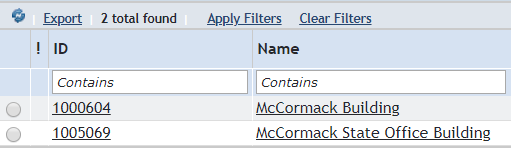 Export 2 total found Apply Filters Clear Filters
! ID Name
Contains Contains
1000604 McCormack Building
1005069 McCormack State Office Building